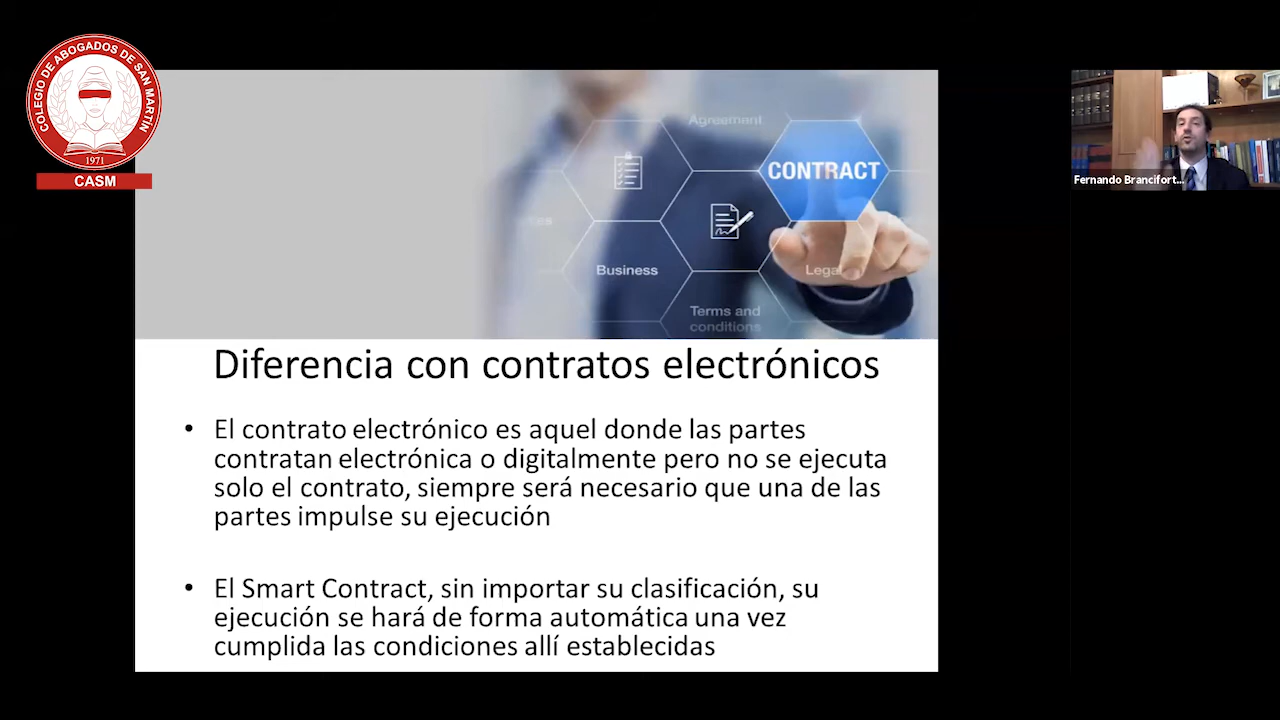 COLEGIO DE ABOGADOS DE SAN MARTÍN
1971
CASM
Agreement
CONTRACT
Business
Legal
Terms and
conditions
Fernando Brancifort...
Diferencia con contratos electrónicos
• El contrato electrónico es aquel donde las partes
contratan electrónica o digitalmente pero no se ejecuta
solo el contrato, siempre será necesario que una de las
partes impulse su ejecución
• El Smart Contract, sin importar su clasificación, su
ejecución se hará de forma automática una vez
cumplida las condiciones allí establecidas